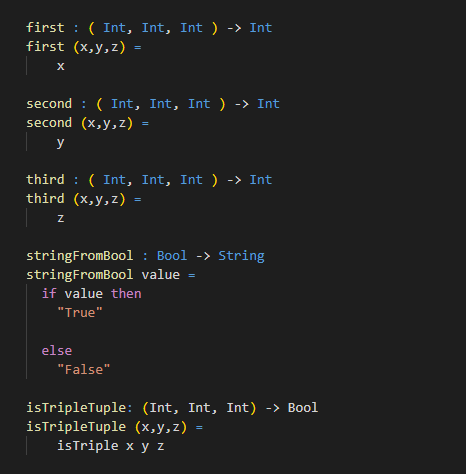 first : ( Int, Int, Int ) -> Int
first (x,y,z) =
x
second : ( Int, Int, Int ) -> Int
second (x,y,z) =
y
third : ( Int, Int, Int ) -> Int
third (x,y,z) =
z
stringFromBool : Bool -> String
stringFromBool value =
if value then
"True"
else
"False"
isTripleTuple: (Int, Int, Int) -> Bool
isTripleTuple (x,y,z) =
isTriple x y z